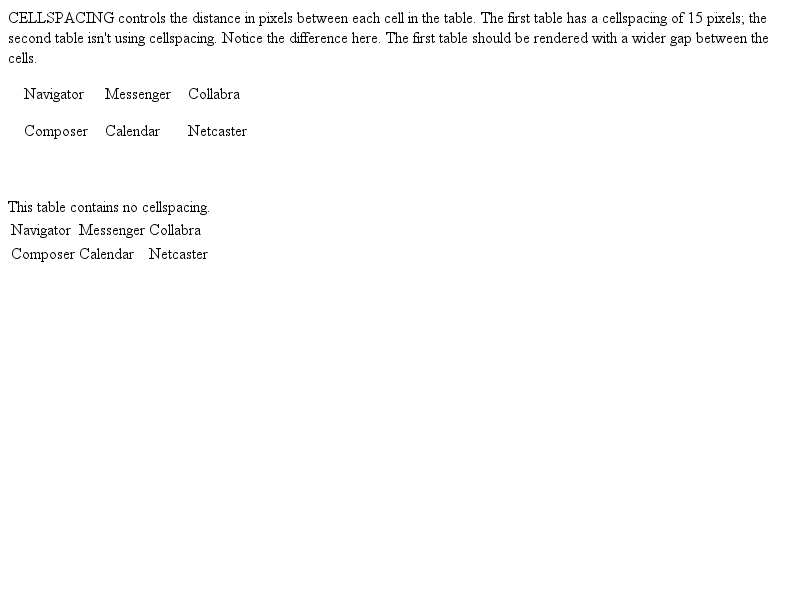 CELLSPACING controls the distance in pixels between each cell in the table. The first table has a cellspacing of 15 pixels; the
second table isn't using cellspacing. Notice the difference here. The first table should be rendered with a wider gap between the
cells.
Navigator Messenger Collabra
Composer Calendar Netcaster
This table contains no cellspacing.
Navigator Messenger Collabra
Composer Calendar Netcaster